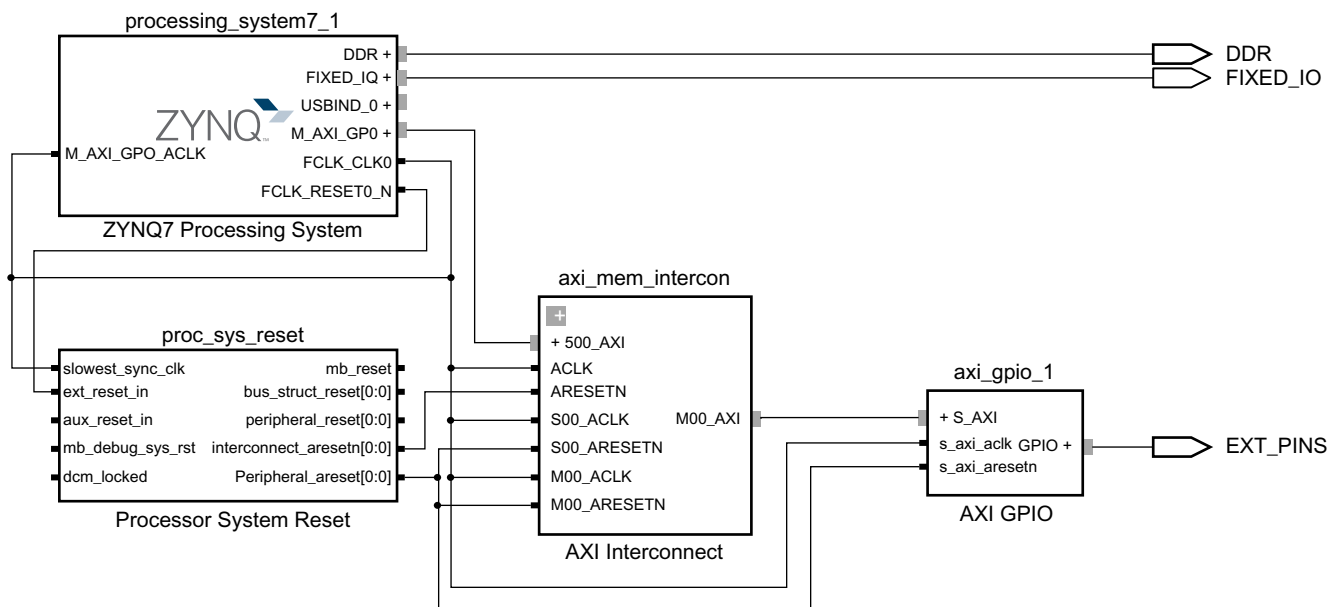 processing_system7_1
DDR +
FIXED_IQ +
USBIND_0 +
M_AXI_GP0 +
FCLK_CLK0
FCLK_RESET0_N
M_AXI_GPO_ACLK
ZYNQ™
ZYNQ7 Processing System
DDR
FIXED_IO
proc_sys_reset
slowest_sync_clk
ext_reset_in
aux_reset_in
mb_debug_sys_rst
dcm_locked
mb_reset
bus_struct_reset[0:0]
peripheral_reset[0:0]
interconnect_aresetn[0:0]
Peripheral_areset[0:0]
Processor System Reset
axi_mem_intercon
+
+ 500_AXI
ACLK
ARESETN
S00_ACLK
S00_ARESETN
M00_ACLK
M00_ARESETN
M00_AXI
AXI Interconnect
axi_gpio_1
+ S_AXI
s_axi_aclk
s_axi_aresetn
GPIO +
AXI GPIO
EXT_PINS